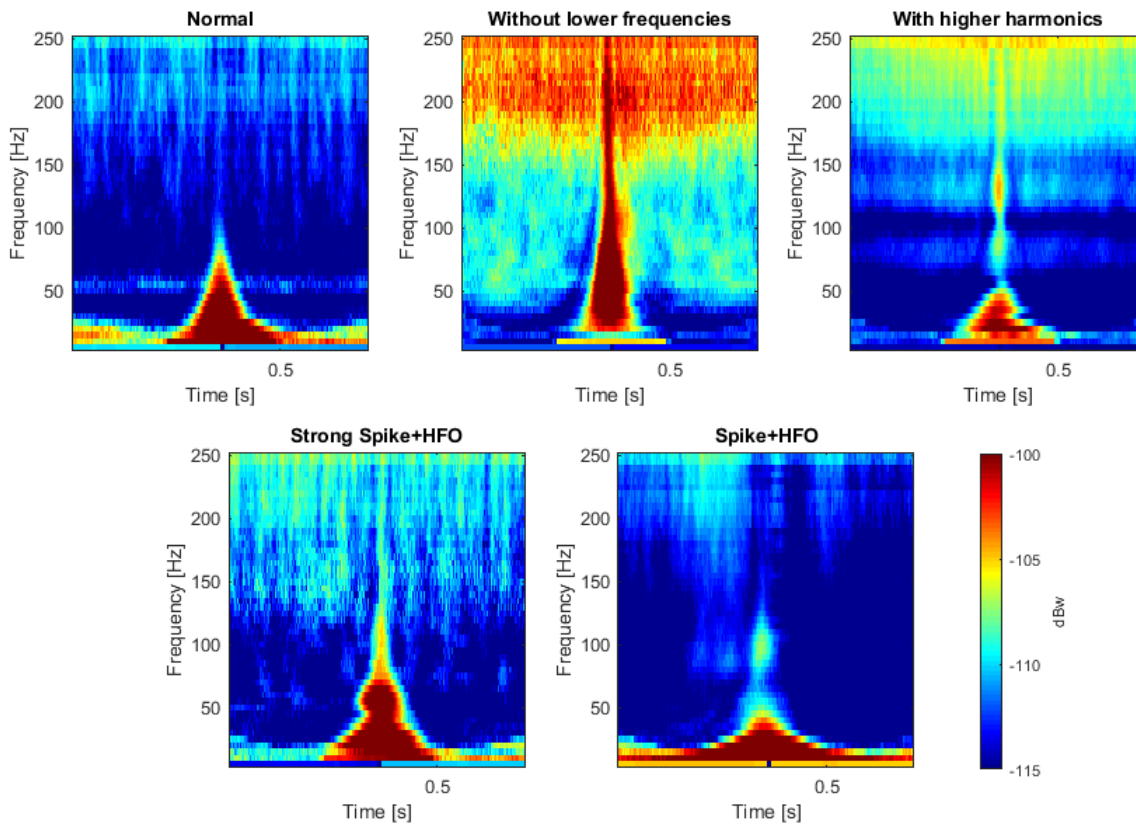 Normal
Without lower frequencies
With higher harmonics
250
200
150
100
50
Frequency [Hz]
0.5
Time [s]
250
200
150
100
50
Frequency [Hz]
0.5
Time [s]
250
200
150
100
50
Frequency [Hz]
0.5
Time [s]
Strong Spike+HFO
Spike+HFO
250
200
150
100
50
Frequency [Hz]
0.5
Time [s]
250
200
150
100
50
Frequency [Hz]
0.5
Time [s]
-100
-105
-110
-115
dBw